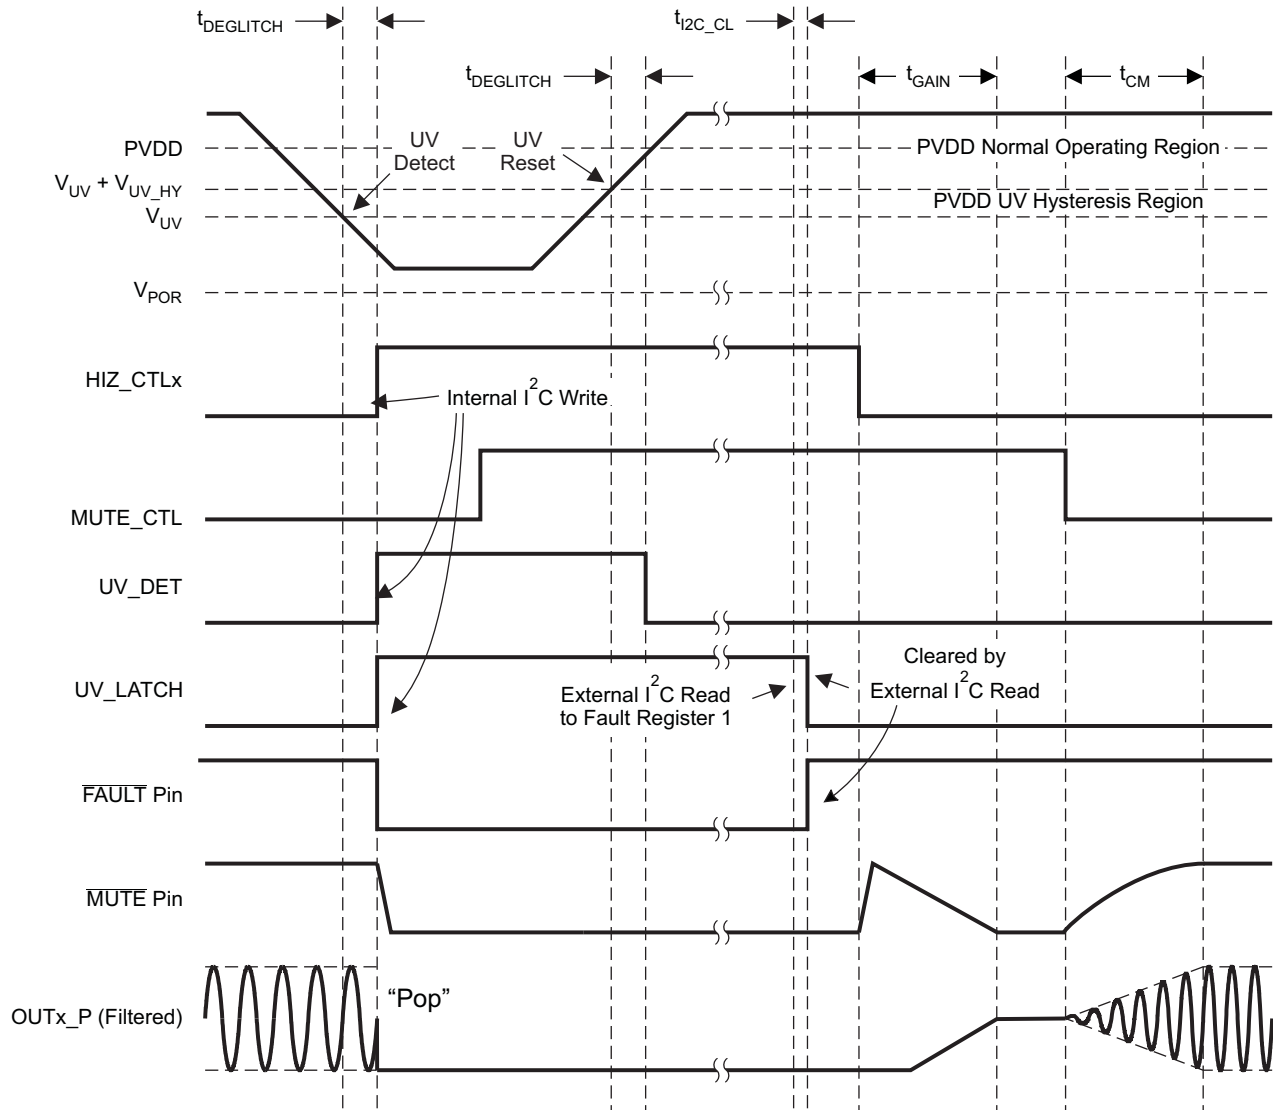 tDEGLITCH
tI2C_CL
tDEGLITCH
tGAIN
tCM
PVDD
UV
Detect
UV
Reset
PVDD Normal Operating Region
VUV + VUV_HY
PVDD UV Hysteresis Region
VUV
VPOR
HIZ_CTLx
Internal I2C Write
MUTE_CTL
UV_DET
UV_LATCH
External I2C Read
to Fault Register 1
Cleared by
External I2C Read
FAULT Pin
MUTE Pin
"Pop"
OUTx_P (Filtered)